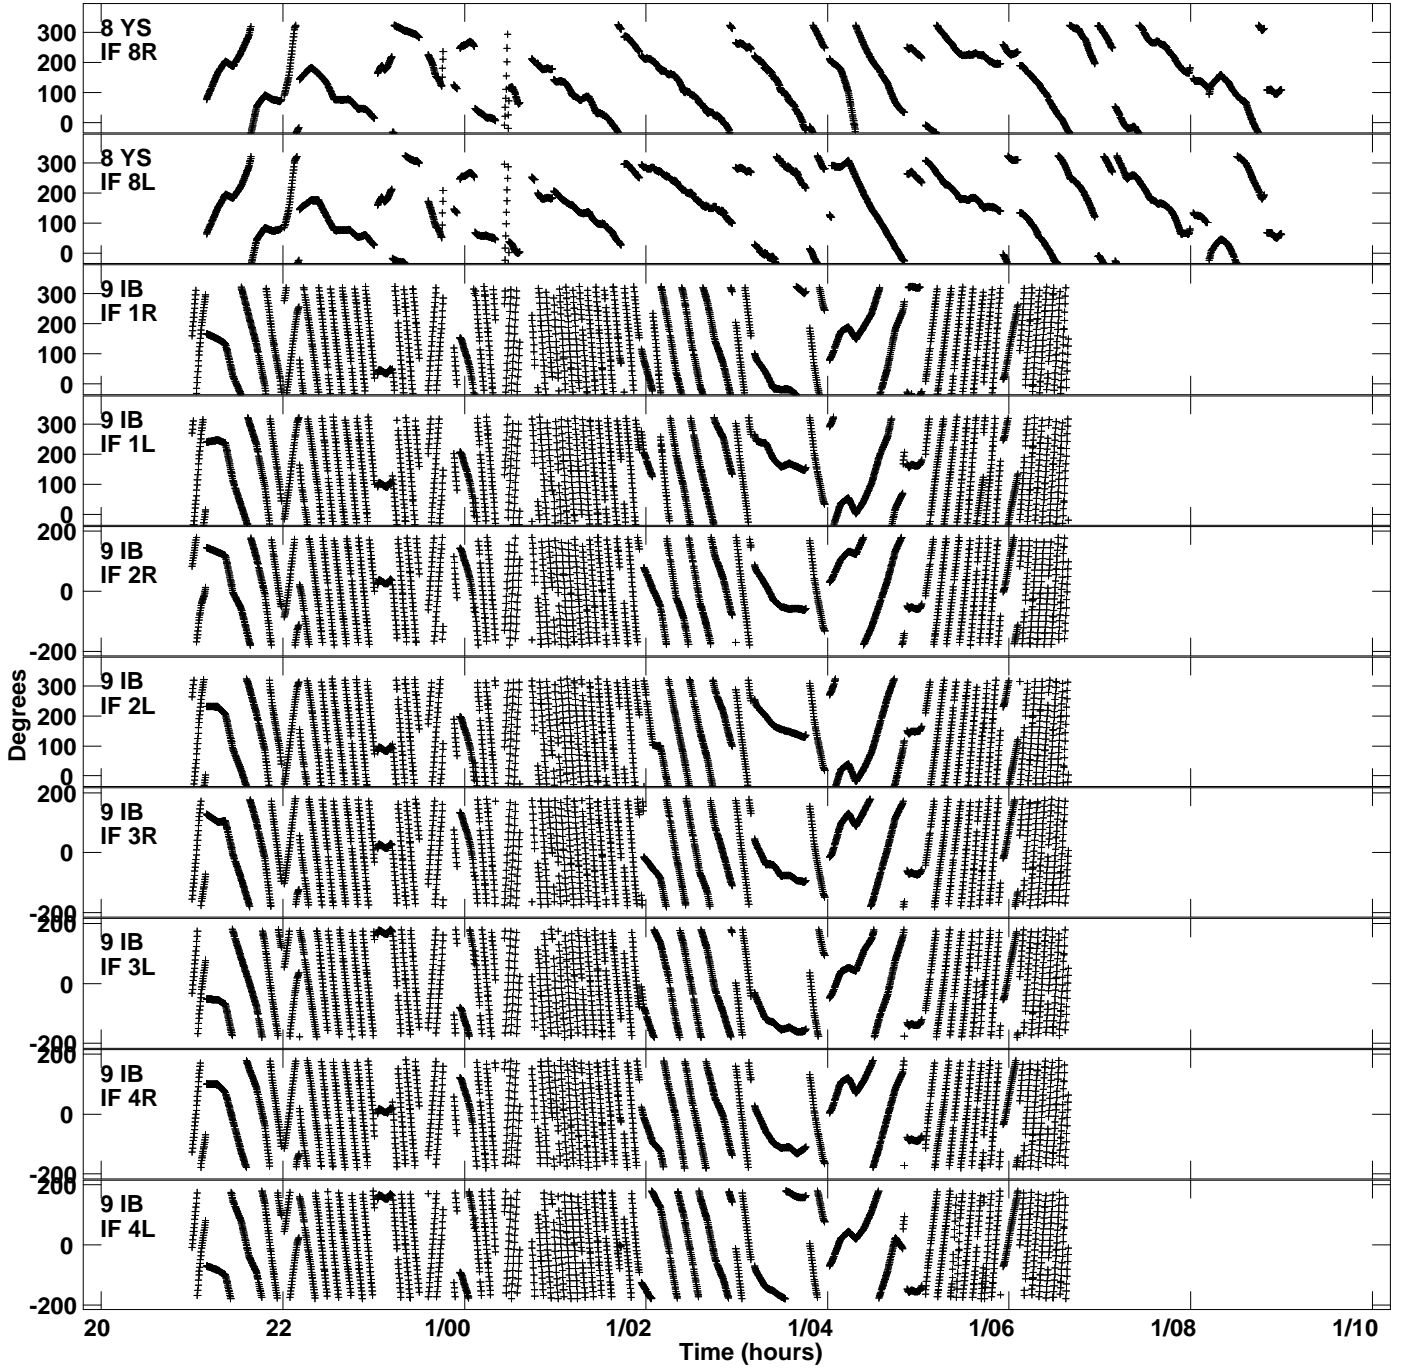 300
200
100
0
8 YS
IF 8R
300
200
100
0
8 YS
IF 8L
300
200
100
0
9 IB
IF 1R
300
200
100
0
9 IB
IF 1L
200
0
-200
9 IB
IF 2R
300
200
100
0
9 IB
IF 2L
200
0
-200
9 IB
IF 3R
200
0
-200
9 IB
IF 3L
200
0
-200
9 IB
IF 4R
200
0
-200
9 IB
IF 4L
Degrees
20 22 1/00 1/02 1/04 1/06 1/08 1/10
Time (hours)